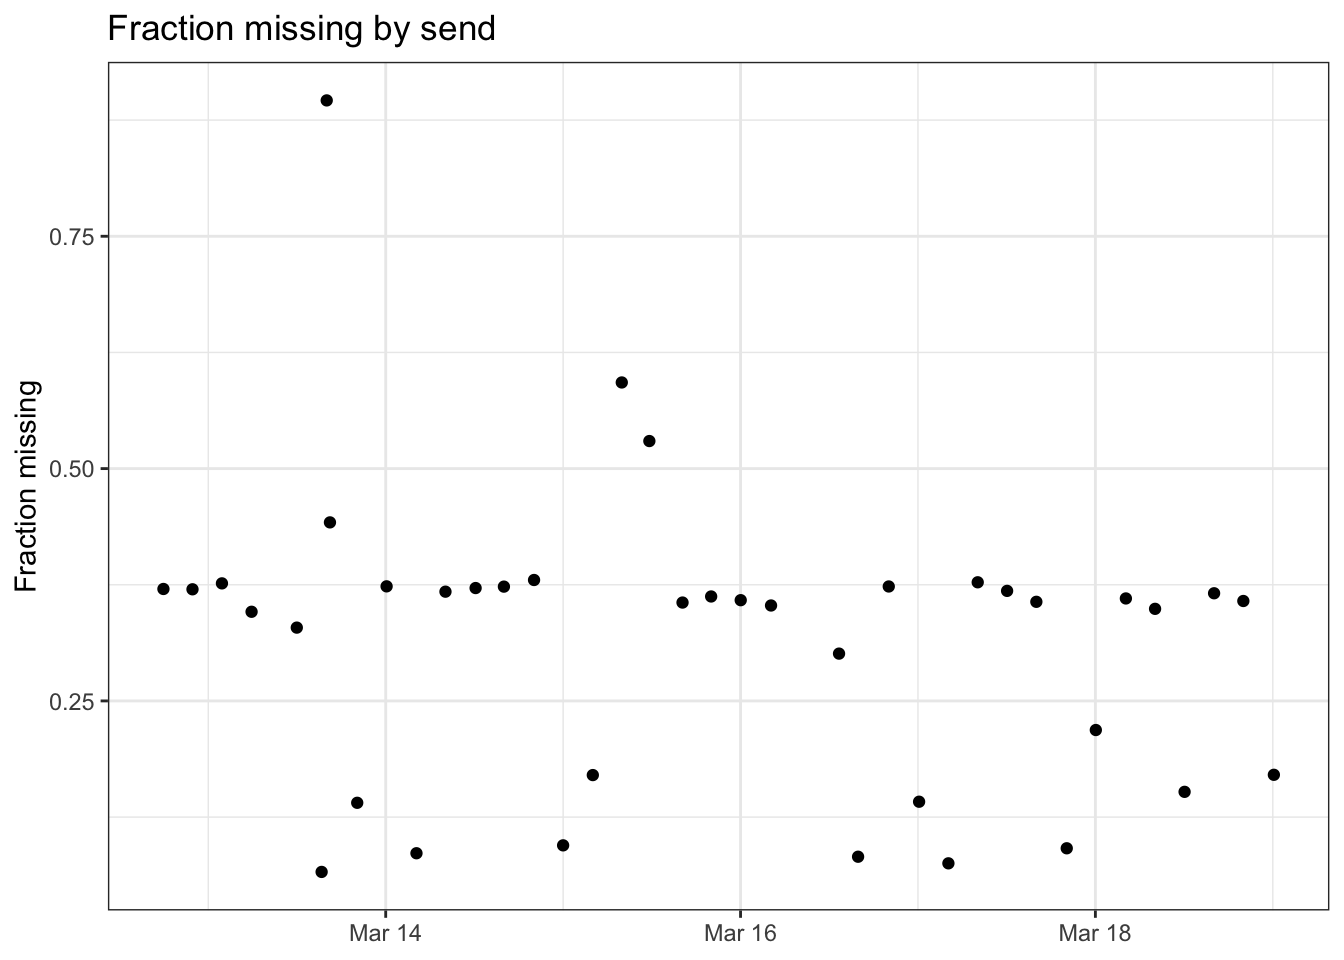 Fraction missing by send
Fraction missing
0.75
0.50
0.25
Mar 14
Mar 16
Mar 18